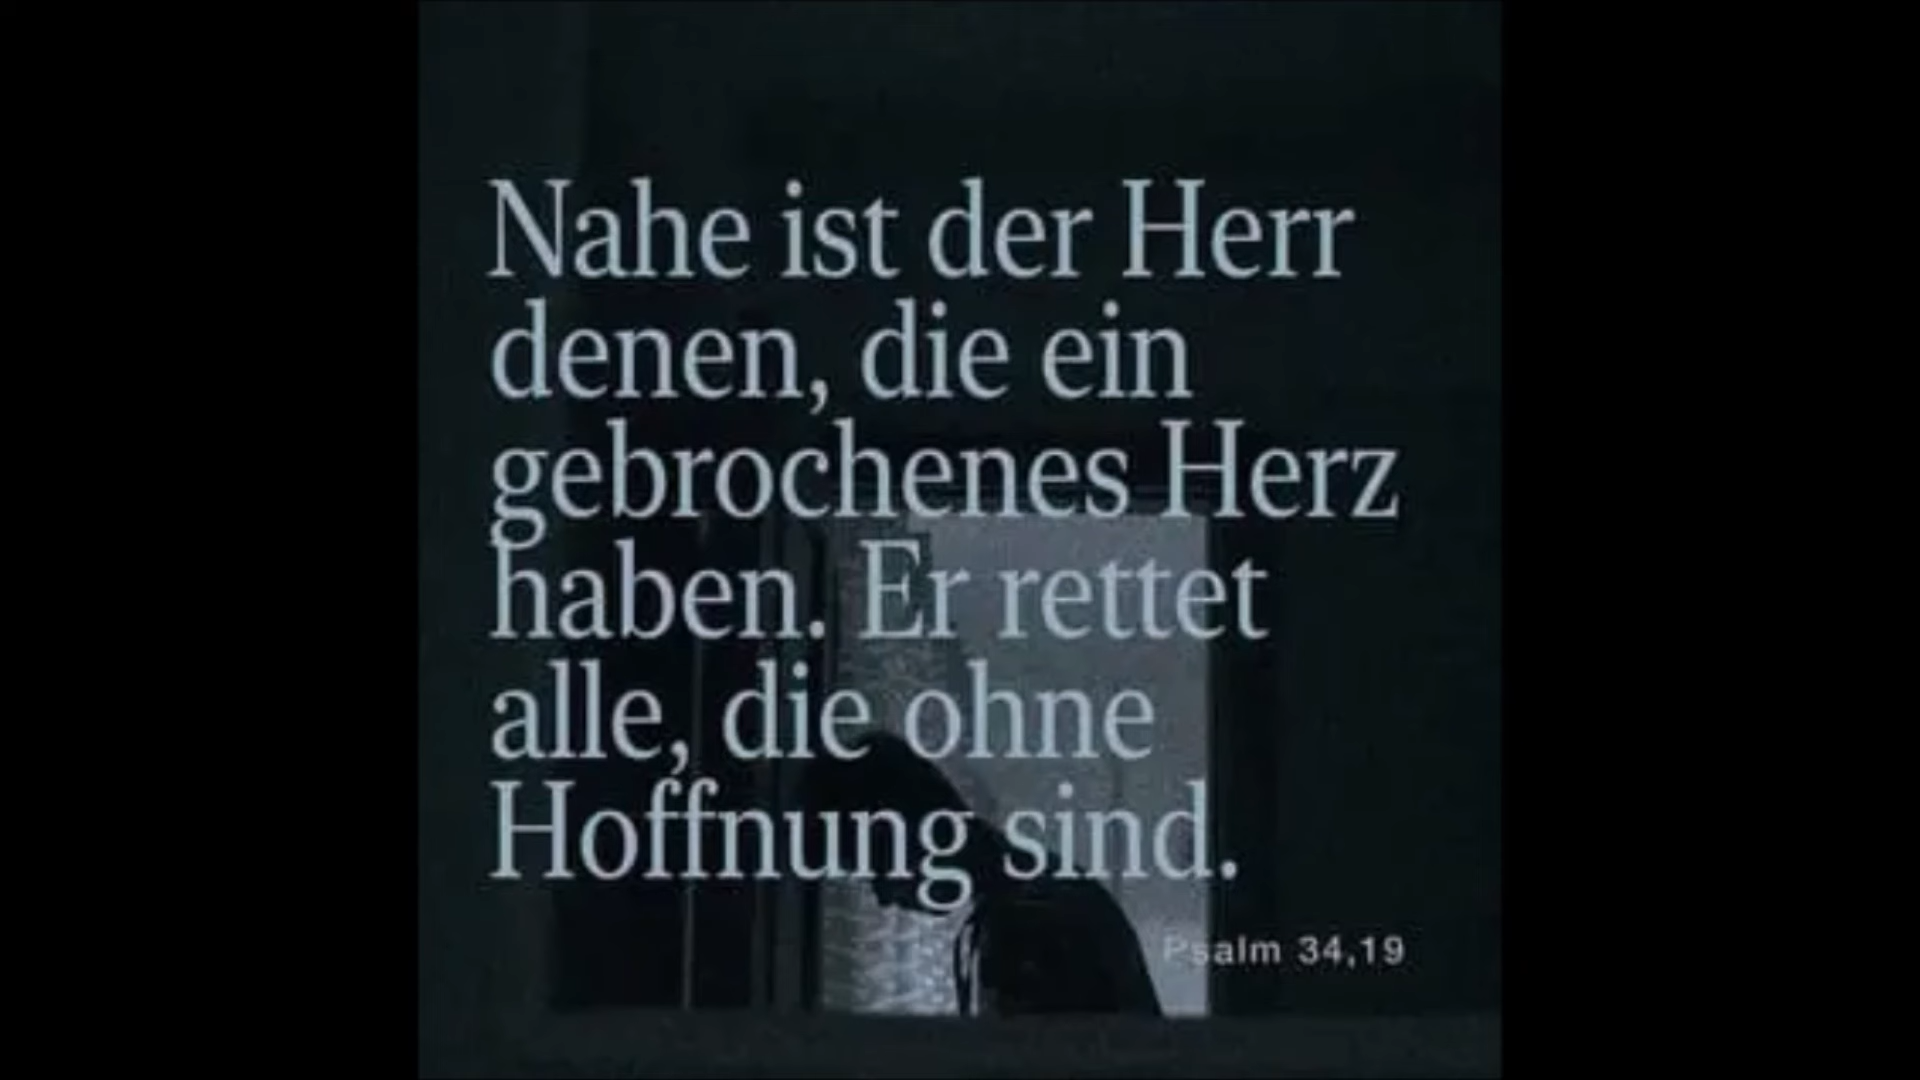 Nahe ist der Herr
denen, die ein
gebrochenes Herz
haben. Er rettet
alle, die ohne
Hoffnung sind.
Psalm 34,19